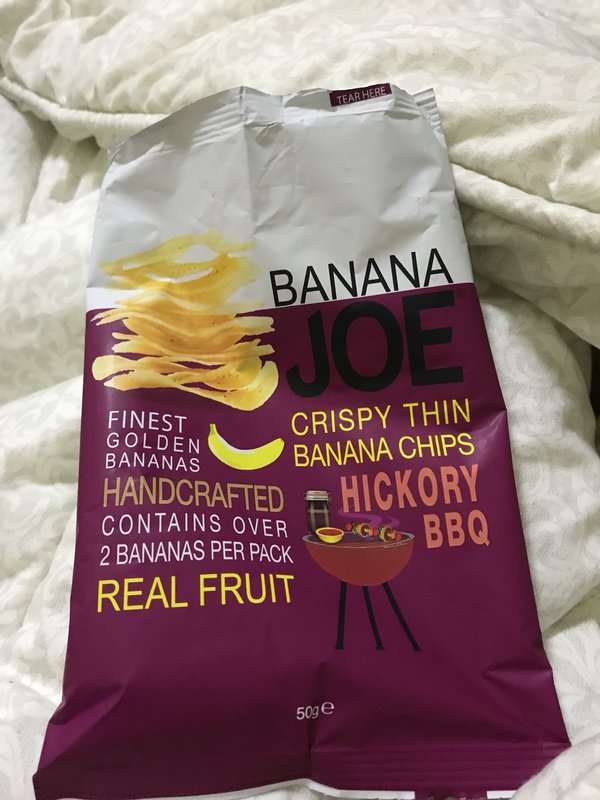 TEAR HERE
BANANA
JOE®
FINEST
GOLDEN
BANANAS
CRISPY THIN
BANANA CHIPS
HANDCRAFTED
CONTAINS OVER
2 BANANAS PER PACK
REAL FRUIT
HICKORY
BBQ
50g e